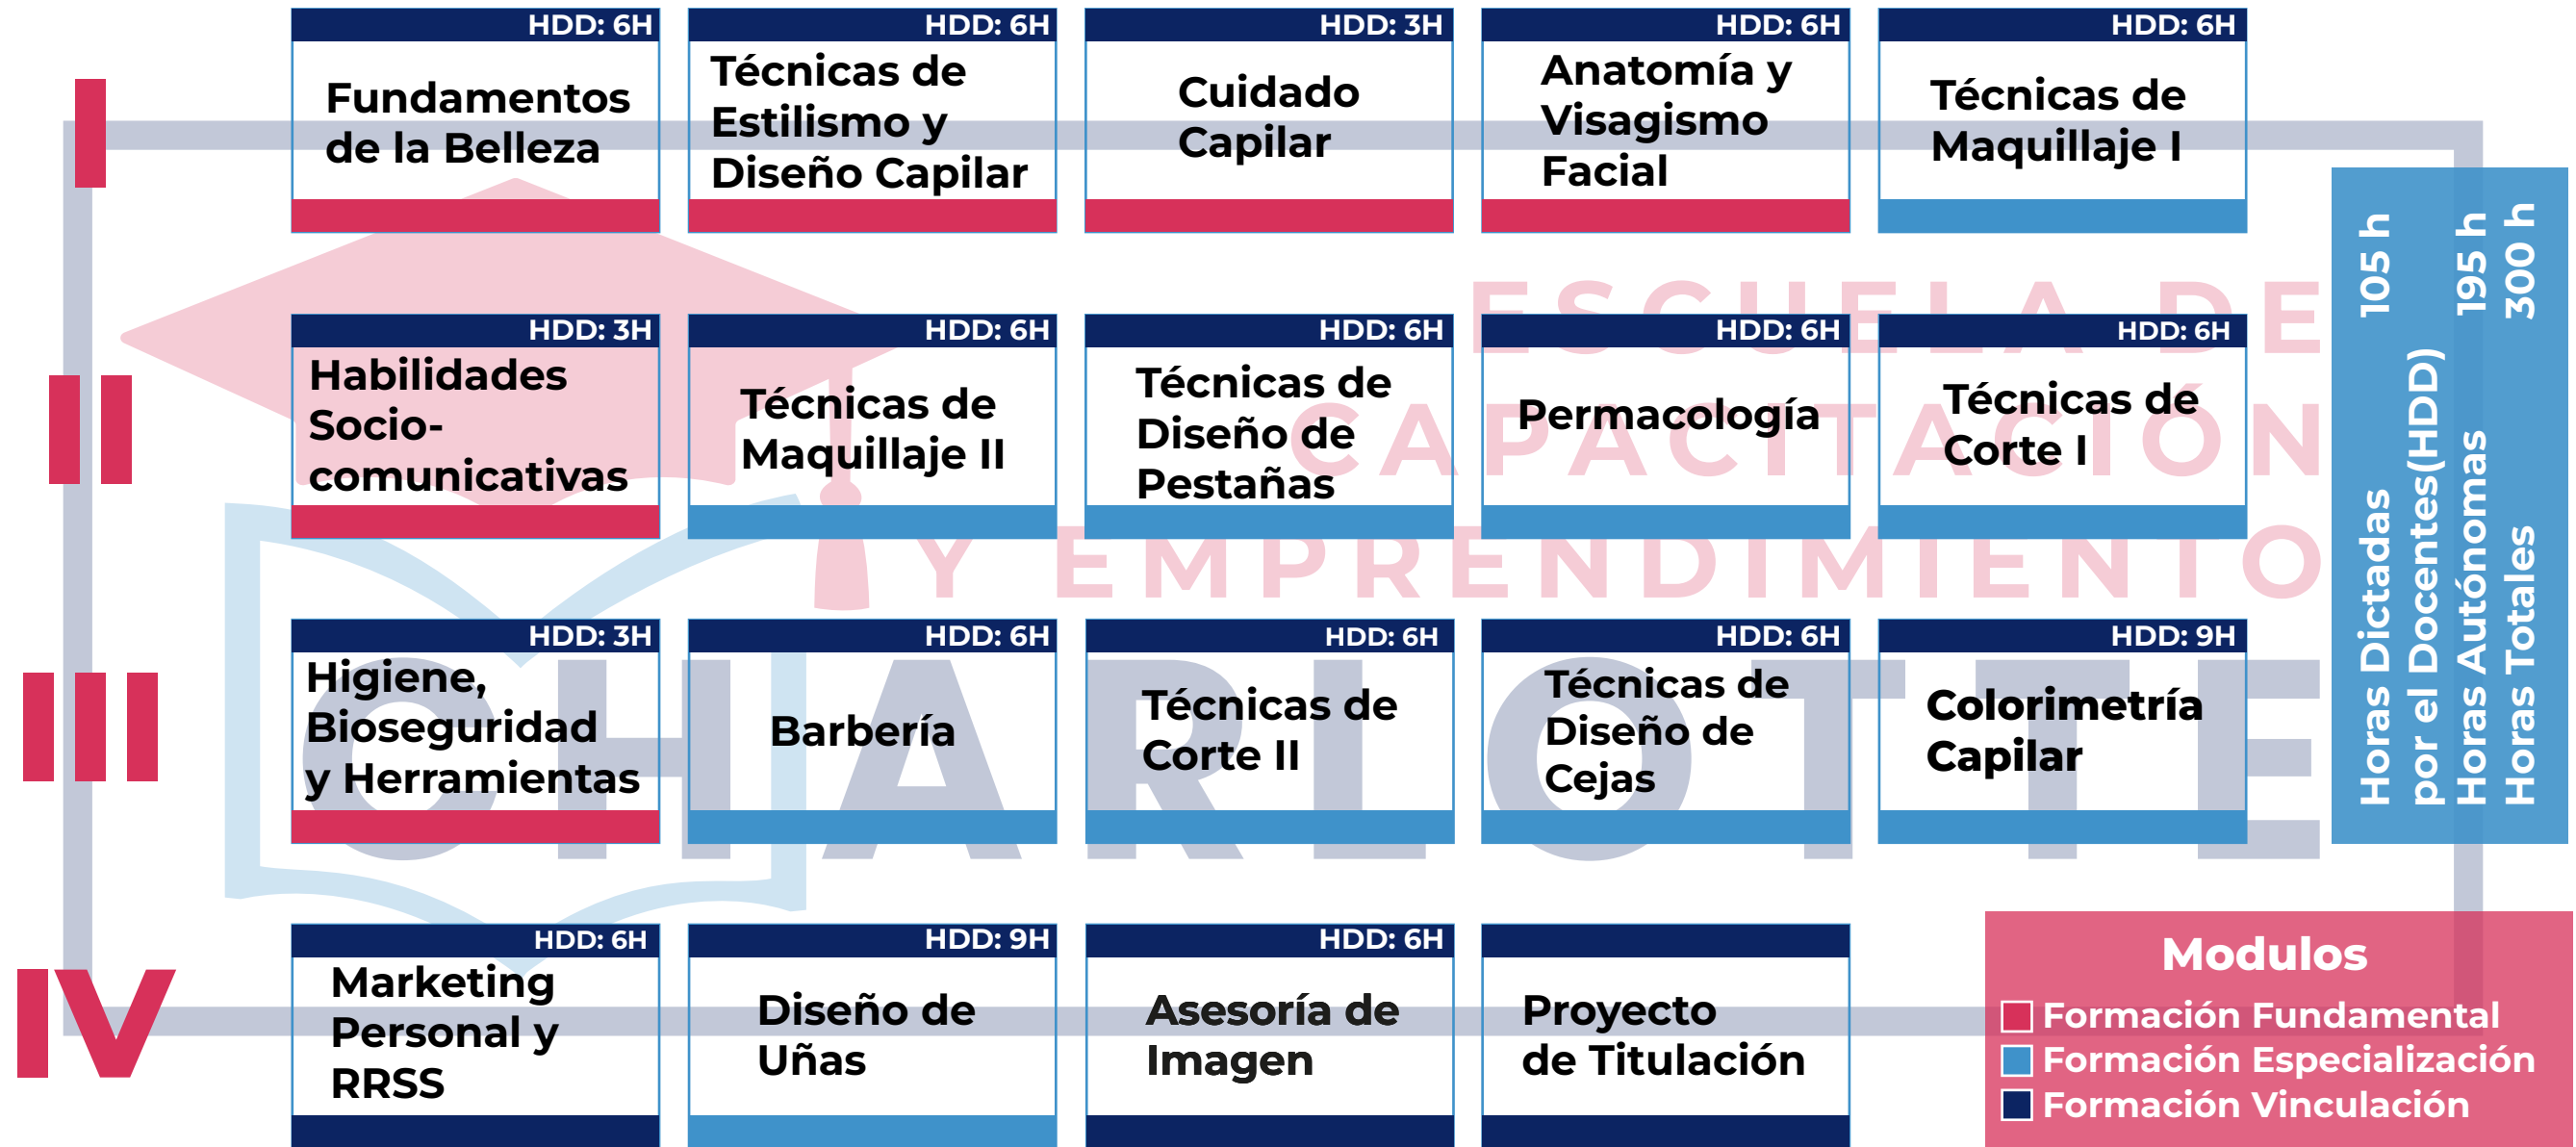 I
HDD: 6H
Fundamentos
de la Belleza
HDD: 6H
Técnicas de
Estilismo y
Diseño Capilar
HDD: 3H
Cuidado
Capilar
HDD: 6H
Anatomía y
Visagismo
Facial
HDD: 6H
Técnicas de
Maquillaje I
II
HDD: 3H
Habilidades
Socio-
comunicativas
HDD: 6H
Técnicas de
Maquillaje II
HDD: 6H
Técnicas de
Diseño de
Pestañas
HDD: 6H
Permacología
HDD: 6H
Técnicas de
Corte I
III
HDD: 3H
Higiene,
Bioseguridad
y Herramientas
HDD: 6H
Barbería
HDD: 6H
Técnicas de
Corte II
HDD: 6H
Técnicas de
Diseño de
Cejas
HDD: 9H
Colorimetría
Capilar
IV
HDD: 6H
Marketing
Personal y
RRSS
HDD: 9H
Diseño de
Uñas
HDD: 6H
Asesoría de
Imagen
Proyecto
de Titulación
Horas Dictadas 105 h
por el Docentes(HDD)
Horas Autónomas 195 h
Horas Totales 300 h
Modulos
Formación Fundamental
Formación Especialización
Formación Vinculación
ESCUELA DE
CAPACITACIÓN
Y EMPRENDIMIENTO
CHARLOTTE